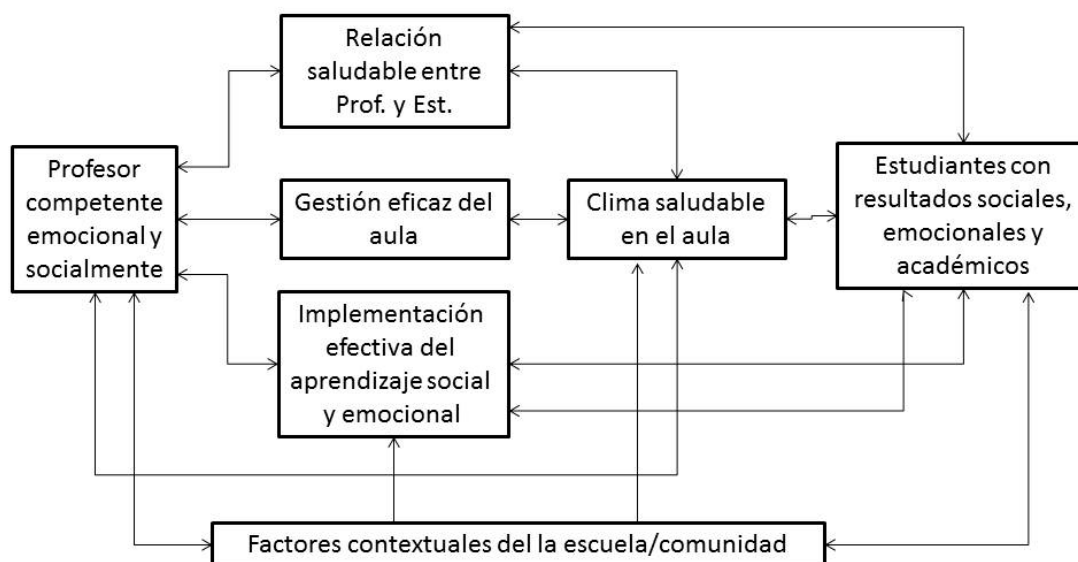 Relación
saludable entre
Prof. y Est.
Profesor
competente
emocional y
socialmente
Gestión eficaz del
aula
Clima saludable
en el aula
Estudiantes con
resultados sociales,
emocionales y
académicos
Implementación
efectiva del
aprendizaje social
y emocional
Factores contextuales del la escuela/comunidad